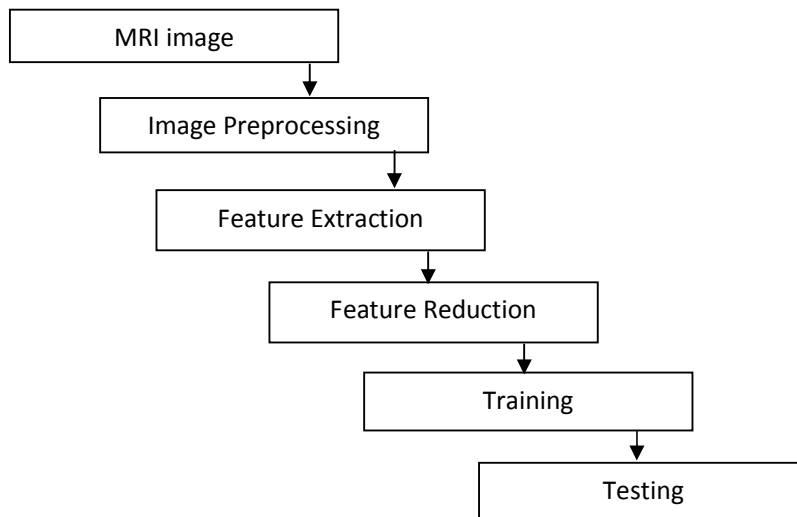 MRI image
Image Preprocessing
Feature Extraction
Feature Reduction
Training
Testing